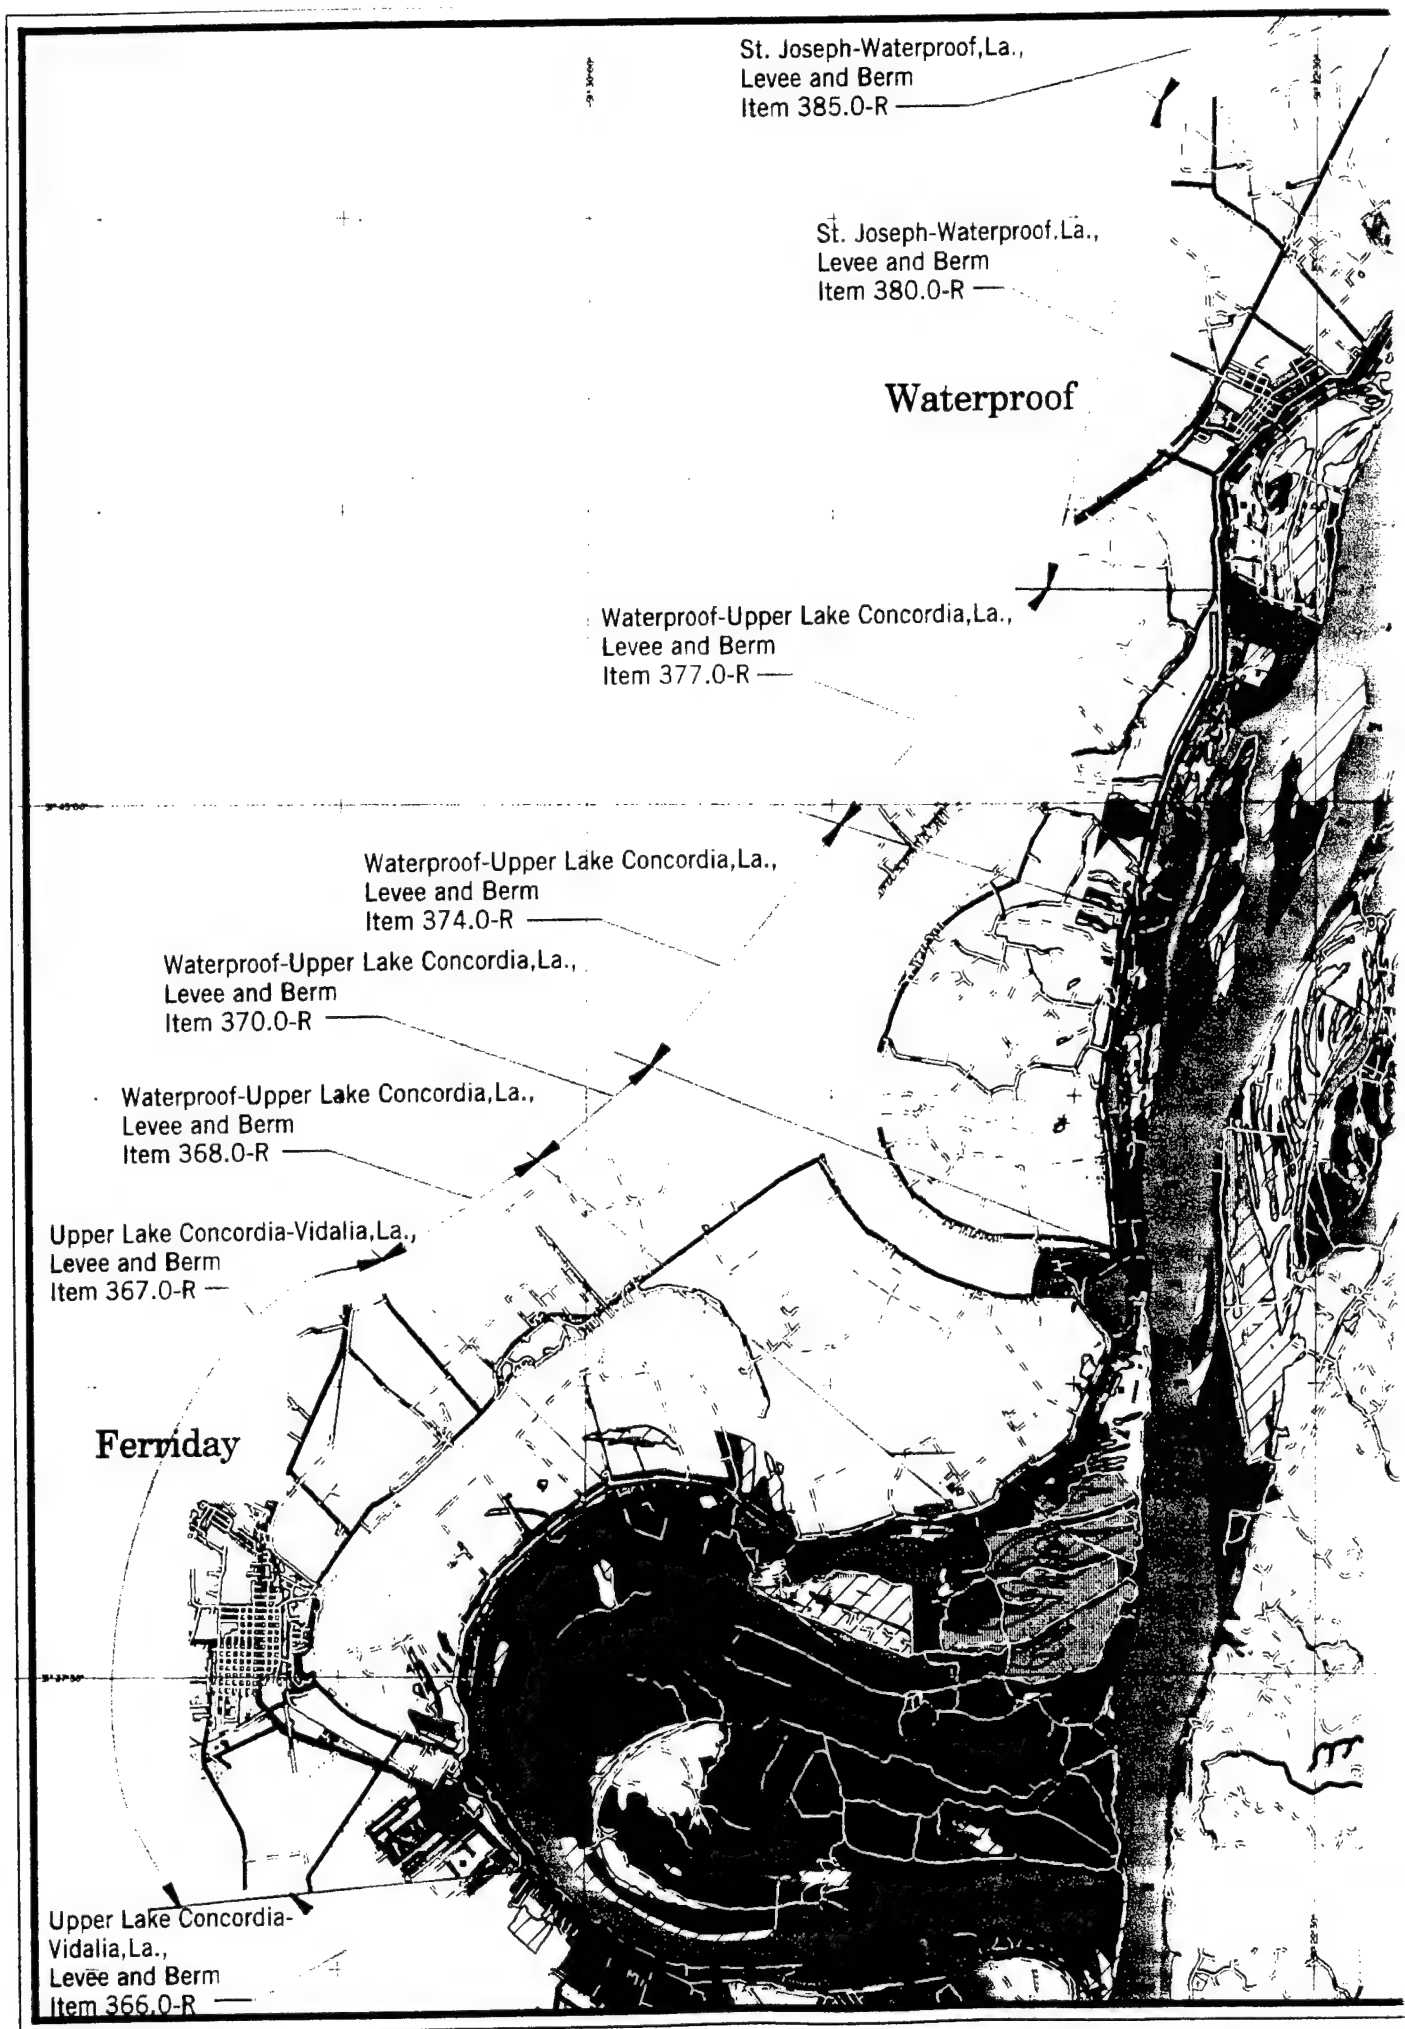 St. Joseph-Waterproof,La.,
Levee and Berm
Item 385.0-R
St. Joseph-Waterproof.La.,
Levee and Berm
Item 380.0-R
Waterproof
Waterproof-Upper Lake Concordia,La.,
Levee and Berm
Item 377.0-R
Waterproof-Upper Lake Concordia,La.,
Levee and Berm
Item 374.0-R
Waterproof-Upper Lake Concordia,La.,
Levee and Berm
Item 370.0-R
Waterproof-Upper Lake Concordia,La.,
Levee and Berm
Item 368.0-R
Upper Lake Concordia-Vidalia,La.,
Levee and Berm
Item 367.0-R
Ferriday
Upper Lake Concordia-
Vidalia,La.,
Levee and Berm
Item 366.0-R